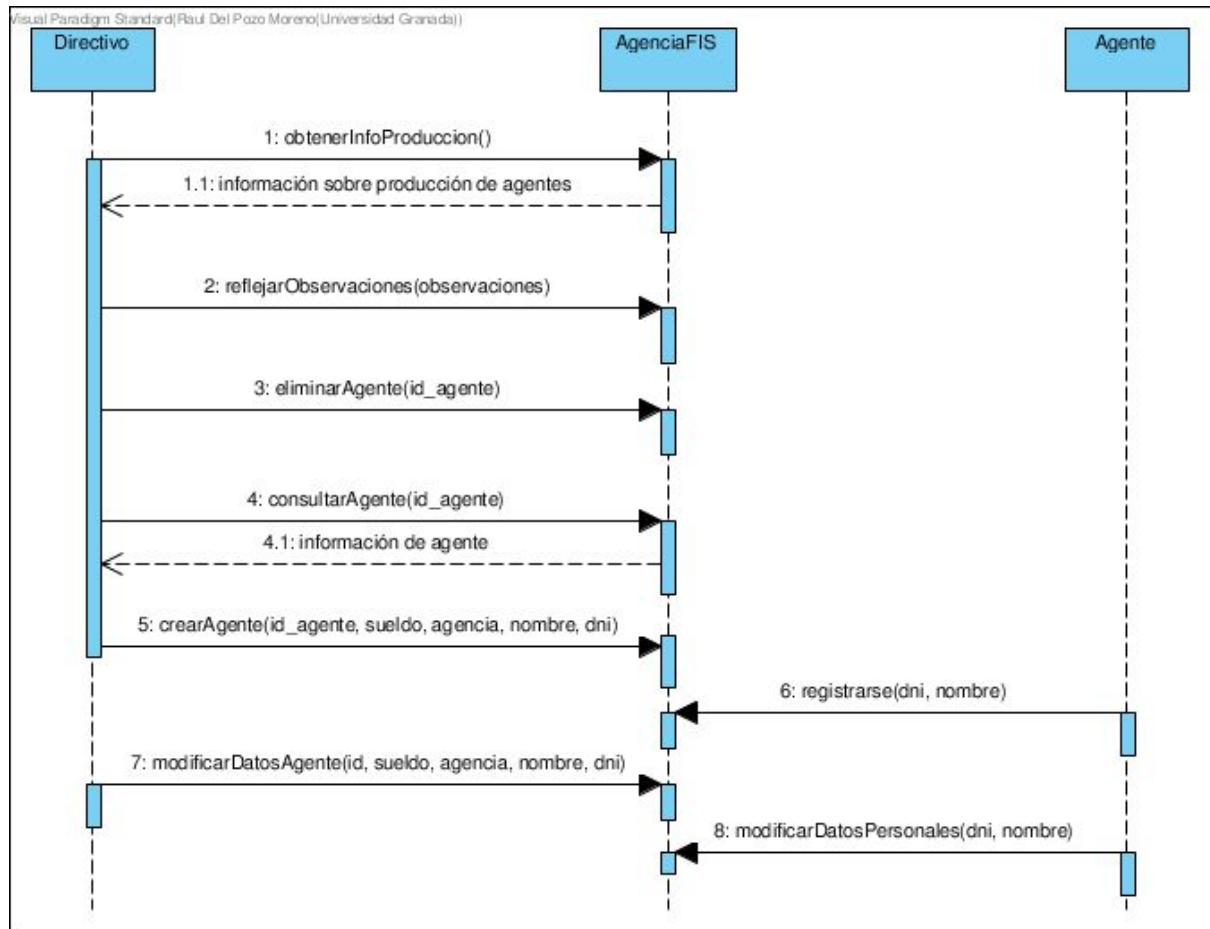 Visual Paradigm Standard(Raul Del Pozo Moreno(Universidad Granada))
Directivo
AgenciaFIS
Agente
1: obtenerInfoProduccion()
1.1: información sobre producción de agentes
2: reflejarObservaciones(observaciones)
3: eliminarAgente(id_agente)
4: consultarAgente(id_agente)
4.1: información de agente
5: crearAgente(id_agente, sueldo, agencia, nombre, dni)
6: registrarse(dni, nombre)
7: modificarDatosAgente(id, sueldo, agencia, nombre, dni)
8: modificarDatosPersonales(dni, nombre)